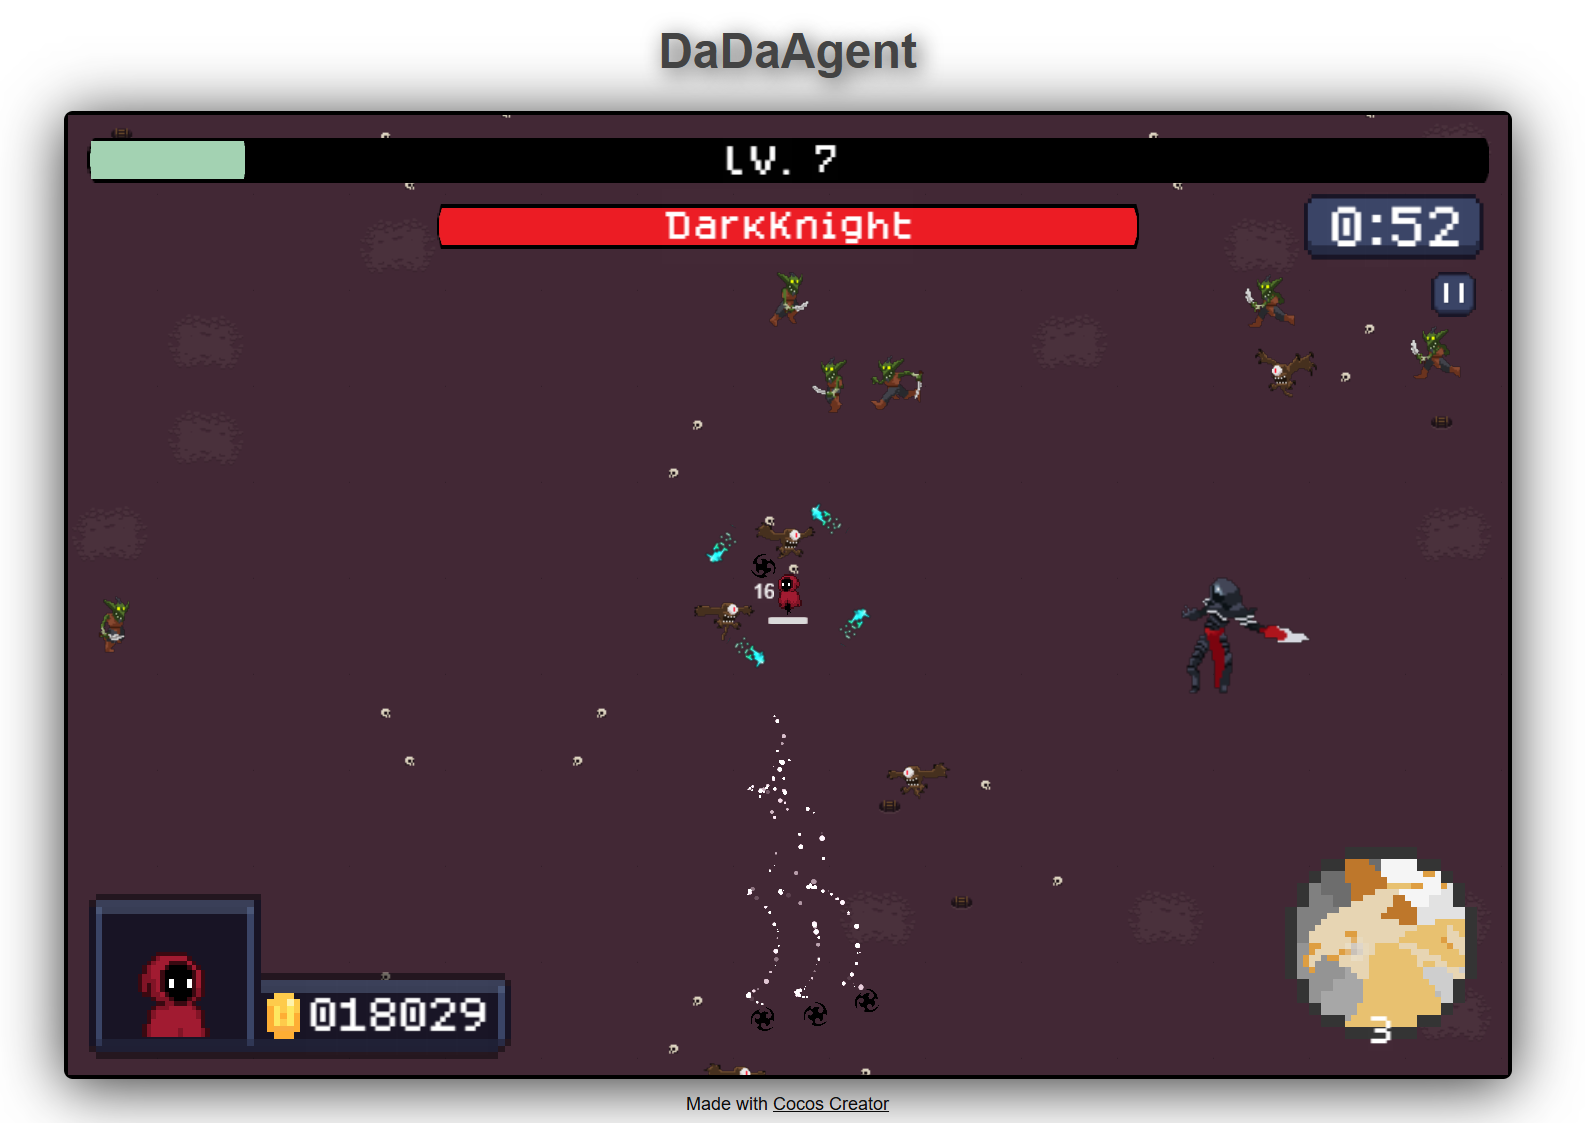 DaDaAgent
LV. 7
DarkKnight
0:52
16
018029
3
Made with Cocos Creator